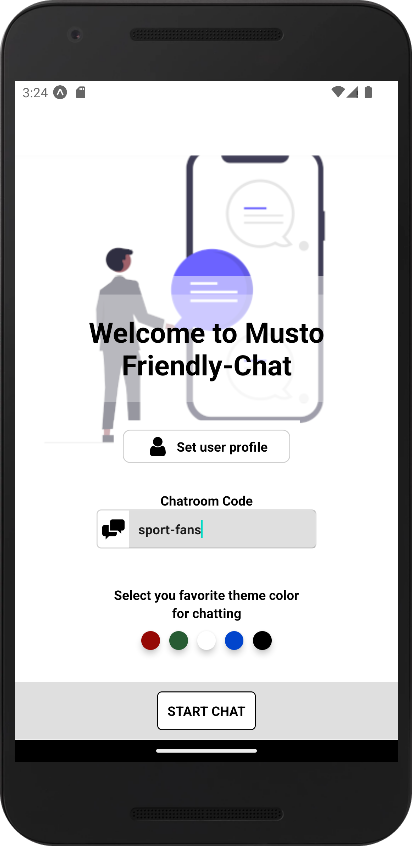 3:24
Welcome to Musto
Friendly-Chat
Set user profile
Chatroom Code
sport-fans
Select you favorite theme color
for chatting
START CHAT